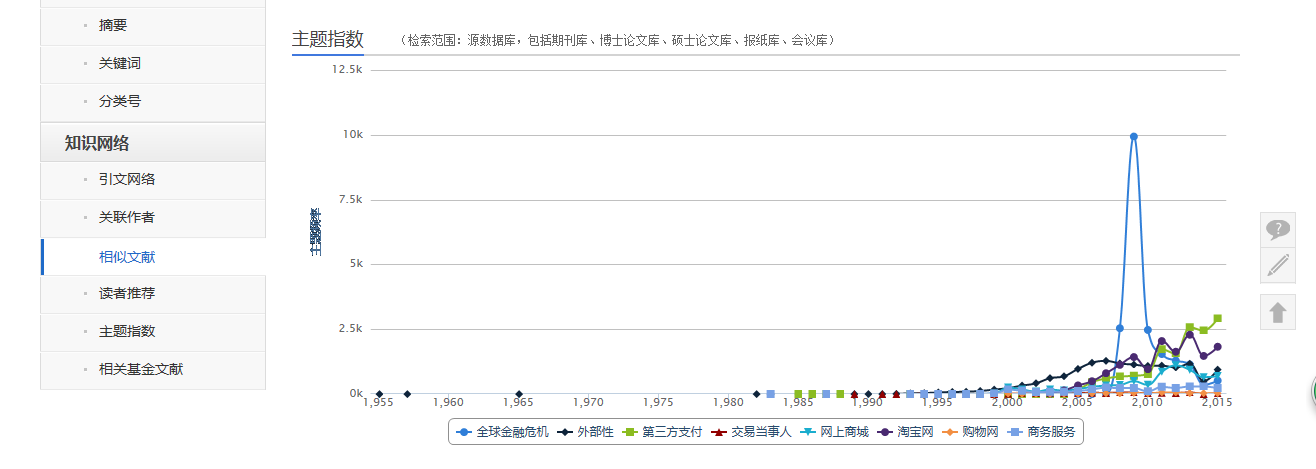 摘要
关键词
分类号
知识网络
引文网络
关联作者
相似文献
读者推荐
主题指数
相关基金文献
主题指数 （检索范围：源数据库，包括期刊库、博士论文库、硕士论文库、报纸库、会议库）
12.5k
10k
7.5k
5k
2.5k
0k
1,955 1,960 1,965 1,970 1,975 1,980 1,985 1,990 1,995 2,000 2,005 2,010 2,015
全球金融危机 外部性 第三方支付 交易当事人 网上商城 淘宝网 购物网 商务服务